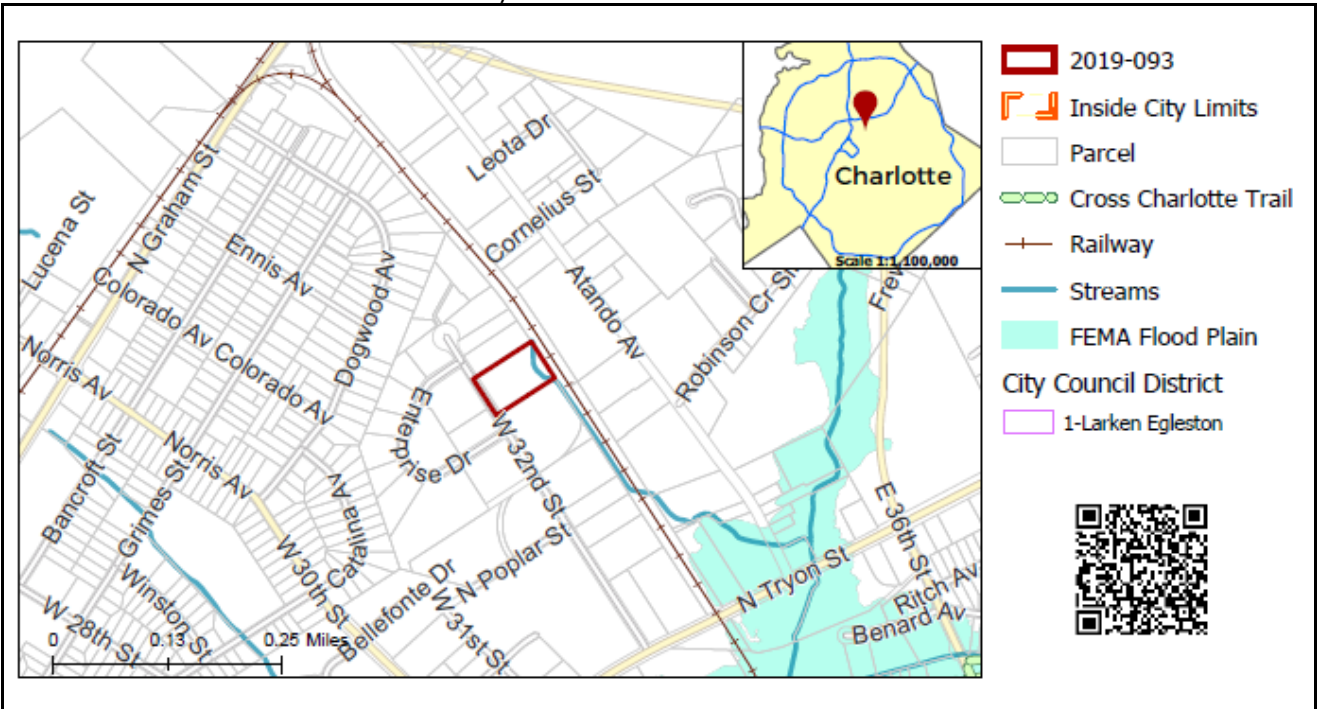 Leota Dr
Cornelius St
N Graham St
Lucena St
Ennis Av
Dogwood Av
Colorado Av
Colorado Av
Atando Av
Robinson Cr
Norris Av
Norris Av
Enterprise Dr
W 32nd St
Bancroft St
Grimes St
Catalina Av
W 30th St
N Poplar St
Bellefonte Dr
W 31st St
Winston St
W 28th St
N Tryon St
E 36th St
Ritch Av
Benard Av
0 0.13 0.25 Miles
Charlotte
Scale 1:1,100,000
2019-093
Inside City Limits
Parcel
Cross Charlotte Trail
Railway
Streams
FEMA Flood Plain
City Council District
1-Larken Egleston